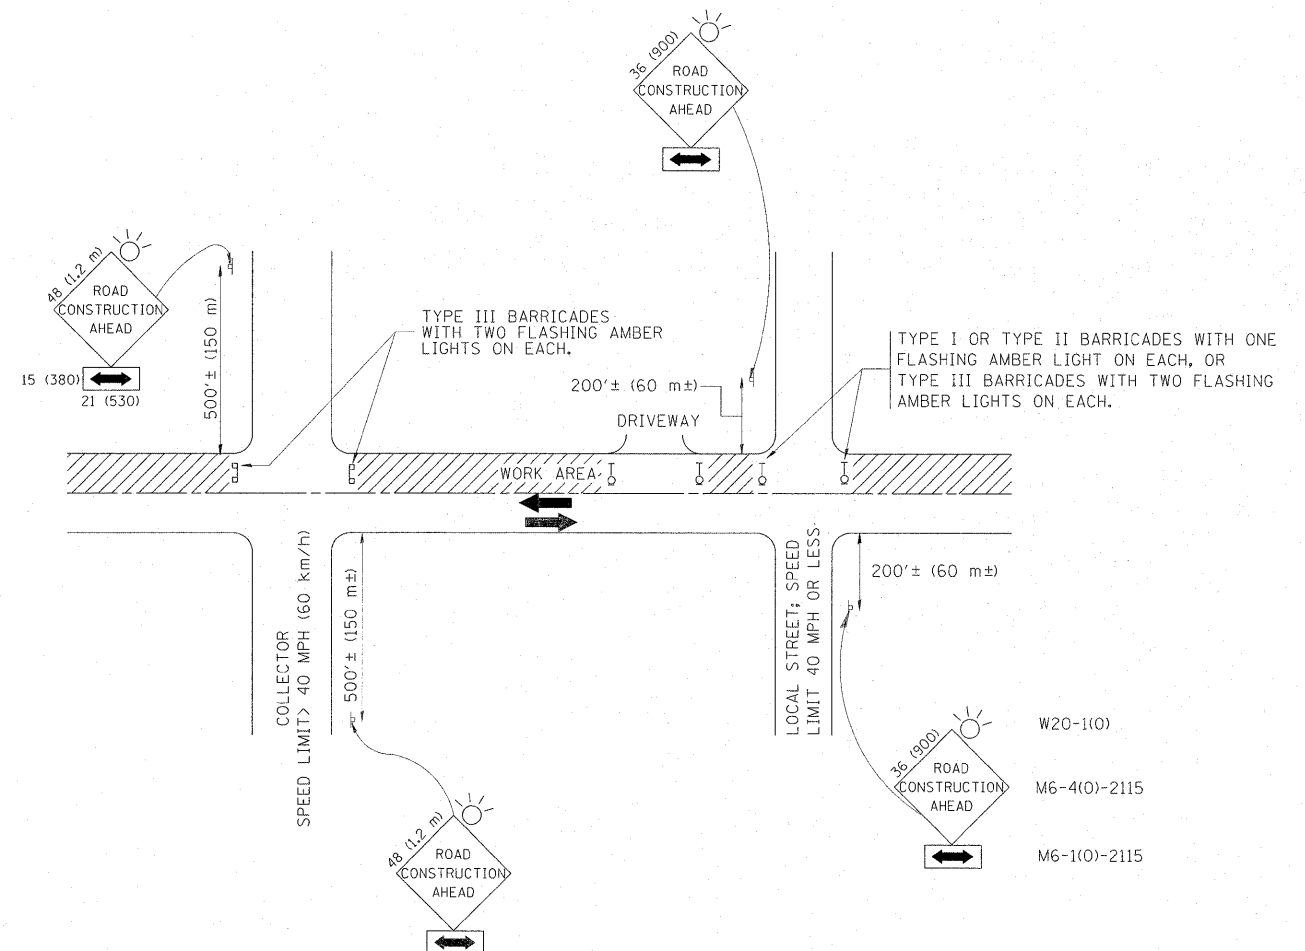 36 (900)
ROAD
CONSTRUCTION
AHEAD
48 (1.2 m)
ROAD
CONSTRUCTION
AHEAD
15 (380)
21 (530)
500'± (150 m)
TYPE III BARRICADES
WITH TWO FLASHING AMBER
LIGHTS ON EACH.
200'± (60 m±)
DRIVEWAY
TYPE I OR TYPE II BARRICADES WITH ONE
FLASHING AMBER LIGHT ON EACH, OR
TYPE III BARRICADES WITH TWO FLASHING
AMBER LIGHTS ON EACH.
WORK AREA
COLLECTOR
SPEED LIMIT> 40 MPH (60 km/h)
500'± (150 m±)
LOCAL STREET; SPEED
LIMIT 40 MPH OR LESS
200'± (60 m±)
36 (900)
ROAD
CONSTRUCTION
AHEAD
W20-1(O)
M6-4(O)-2115
M6-1(O)-2115
48 (1.2 m)
ROAD
CONSTRUCTION
AHEAD